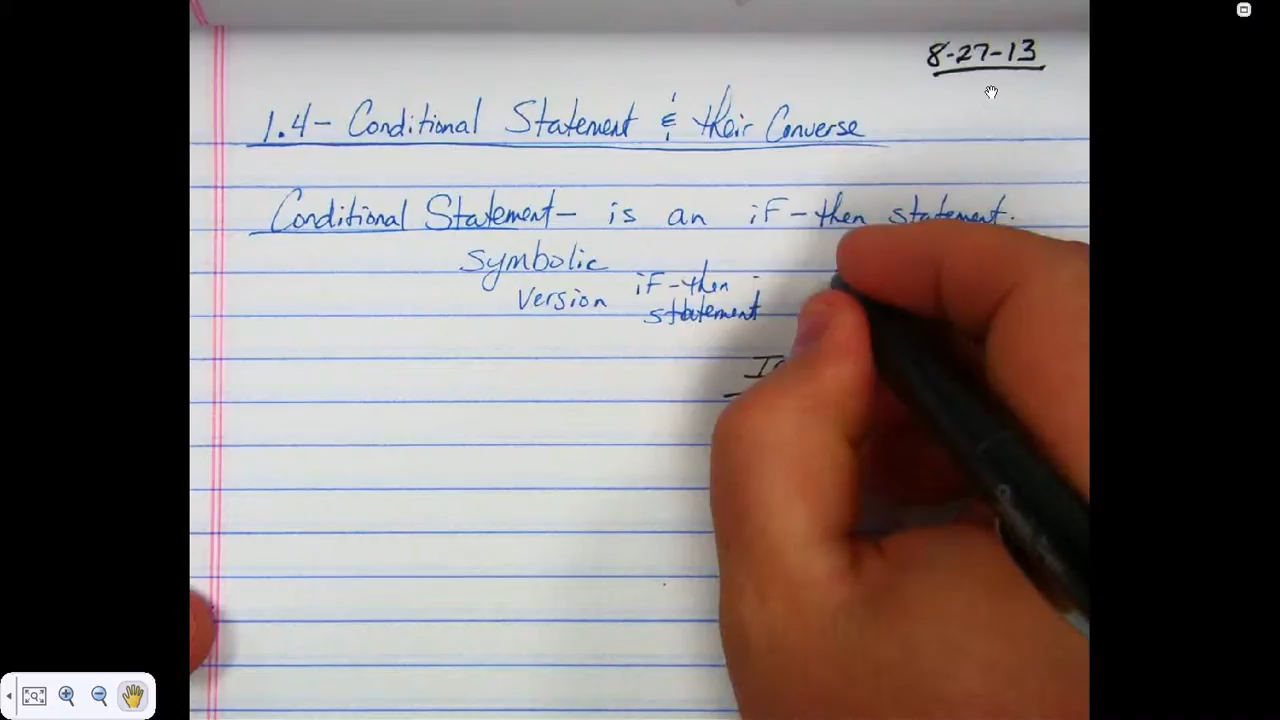 8-27-13
1.4- Conditional Statement & their Converse
Conditional Statement- is an if-then statement.
Symbolic
Version if-then
statement